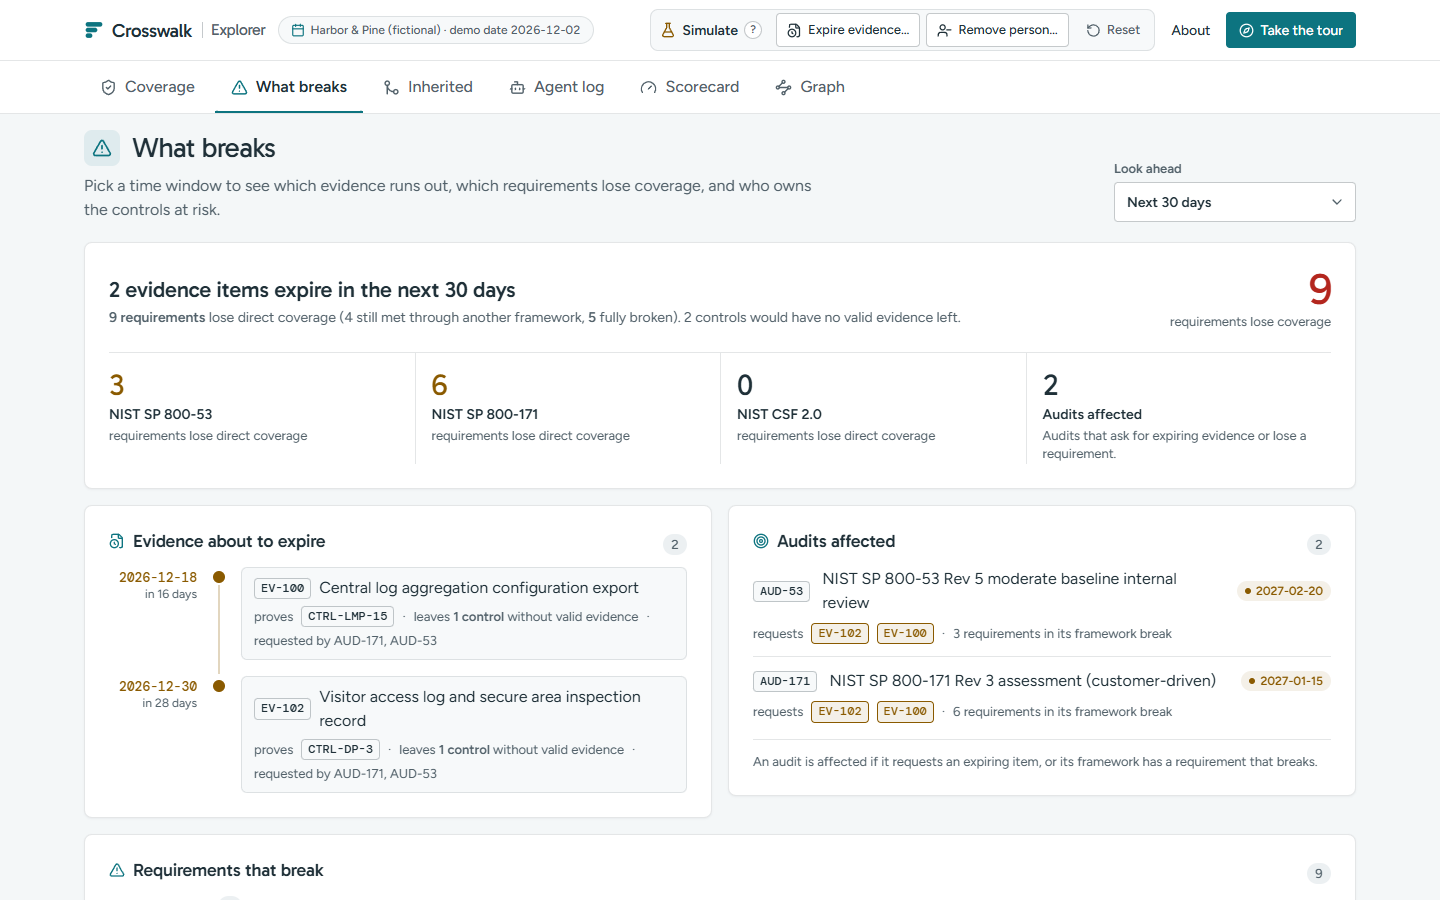 Crosswalk
Explorer
Harbor & Pine (fictional) · demo date 2026-12-02
Simulate ?
Expire evidence...
Remove person...
Reset
About
Take the tour
Coverage
What breaks
Inherited
Agent log
Scorecard
Graph
What breaks
Pick a time window to see which evidence runs out, which requirements lose coverage, and who owns
the controls at risk.
Look ahead
Next 30 days
2 evidence items expire in the next 30 days
9 requirements lose direct coverage (4 still met through another framework, 5 fully broken). 2 controls would have no valid evidence left.
9
requirements lose coverage
3
NIST SP 800-53
requirements lose direct coverage
6
NIST SP 800-171
requirements lose direct coverage
0
NIST CSF 2.0
requirements lose direct coverage
2
Audits affected
Audits that ask for expiring evidence or lose a
requirement.
Evidence about to expire
2
2026-12-18
in 16 days
EV-100 Central log aggregation configuration export
proves CTRL-LMP-15 · leaves 1 control without valid evidence ·
requested by AUD-171, AUD-53
2026-12-30
in 28 days
EV-102 Visitor access log and secure area inspection
record
proves CTRL-DP-3 · leaves 1 control without valid evidence ·
requested by AUD-171, AUD-53
Audits affected
2
AUD-53 NIST SP 800-53 Rev 5 moderate baseline internal
review
2027-02-20
requests EV-102 EV-100 · 3 requirements in its framework break
AUD-171 NIST SP 800-171 Rev 3 assessment (customer-driven)
2027-01-15
requests EV-102 EV-100 · 6 requirements in its framework break
An audit is affected if it requests an expiring item, or its framework has a requirement that breaks.
Requirements that break
9